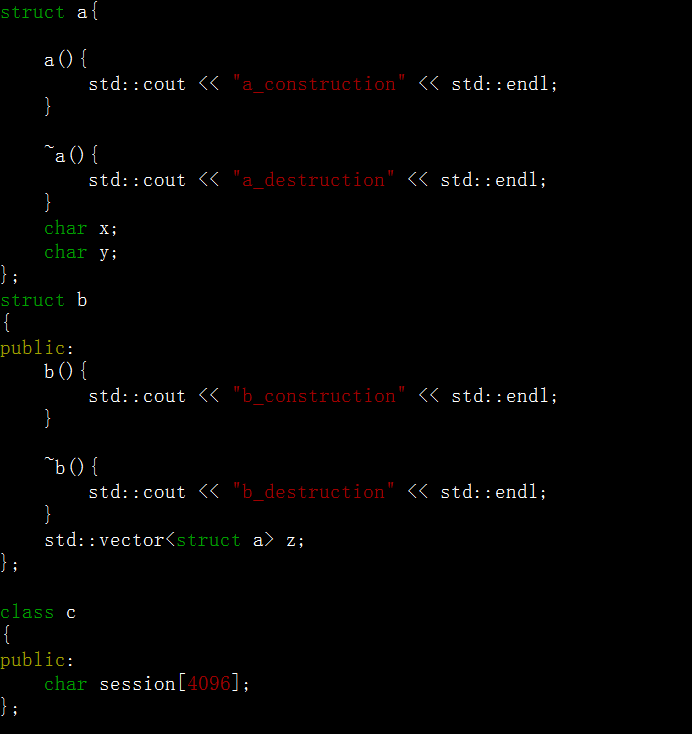 struct a{
    a(){
        std::cout << "a_construction" << std::endl;
    }
    ~a(){
        std::cout << "a_destruction" << std::endl;
    }
    char x;
    char y;
};
struct b
{
public:
    b(){
        std::cout << "b_construction" << std::endl;
    }
    ~b(){
        std::cout << "b_destruction" << std::endl;
    }
    std::vector<struct a> z;
};
class c
{
public:
    char session[4096];
};